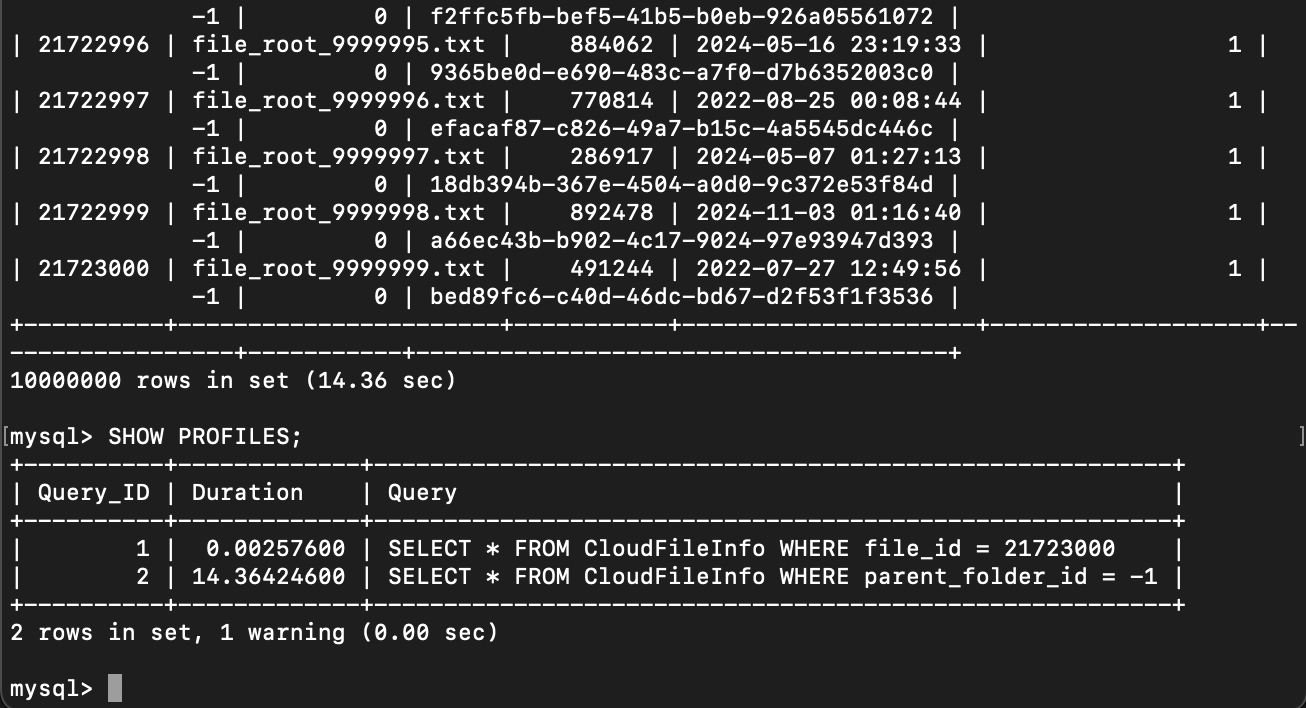 -1 |           0 | f2ffc5fb-bef5-41b5-b0eb-926a05561072 |
| 21722996 | file_root_9999995.txt |     884062 | 2024-05-16 23:19:33 |                  1 |
                -1 |           0 | 9365be0d-e690-483c-a7f0-d7b6352003c0 |
| 21722997 | file_root_9999996.txt |     770814 | 2022-08-25 00:08:44 |                  1 |
                -1 |           0 | efacaf87-c826-49a7-b15c-4a5545dc446c |
| 21722998 | file_root_9999997.txt |     286917 | 2024-05-07 01:27:13 |                  1 |
                -1 |           0 | 18db394b-367e-4504-a0d0-9c372e53f84d |
| 21722999 | file_root_9999998.txt |     892478 | 2024-11-03 01:16:40 |                  1 |
                -1 |           0 | a66ec43b-b902-4c17-9024-97e93947d393 |
| 21723000 | file_root_9999999.txt |     491244 | 2022-07-27 12:49:56 |                  1 |
                -1 |           0 | bed89fc6-c40d-46dc-bd67-d2f53f1f3536 |
+----------+-----------------------+------------+---------------------+--------------------+--
----------------+-----------+--------------------------------------+
10000000 rows in set (14.36 sec)
[mysql> SHOW PROFILES; ]
+----------+-------------+---------------------------------------------------------+
| Query_ID | Duration    | Query                                                   |
+----------+-------------+---------------------------------------------------------+
|        1 |  0.00257600 | SELECT * FROM CloudFileInfo WHERE file_id = 21723000    |
|        2 | 14.36424600 | SELECT * FROM CloudFileInfo WHERE parent_folder_id = -1 |
+----------+-------------+---------------------------------------------------------+
2 rows in set, 1 warning (0.00 sec)
mysql>